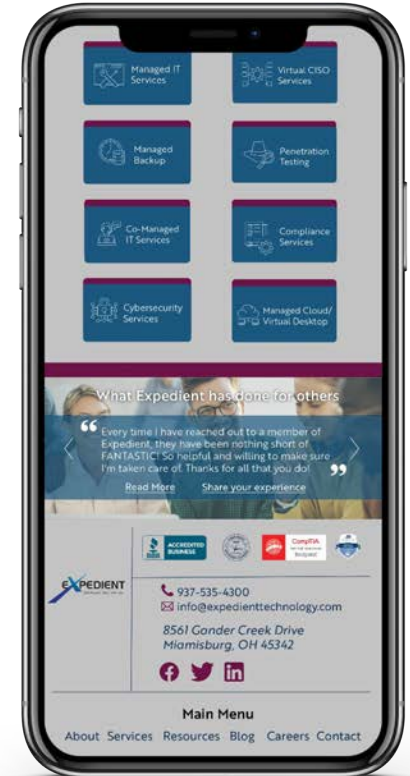 Managed IT
Services
Virtual CISO
Services
Managed
Backup
Penetration
Testing
Co-Managed
IT Services
Compliance
Services
Cybersecurity
Services
Managed Cloud/
Virtual Desktop
What Expedient has done for others
“ Every time I have reached out to a member of
Expedient, they have been nothing short of
FANTASTIC! So helpful and willing to make sure
I'm taken care of. Thanks for all that you do! ”
Read More Share your experience
ACCREDITED
BUSINESS
CompTIA
EXPEDIENT
937-535-4300
info@expedienttechnology.com
8561 Gander Creek Drive
Miamisburg, OH 45342
Main Menu
About Services Resources Blog Careers Contact